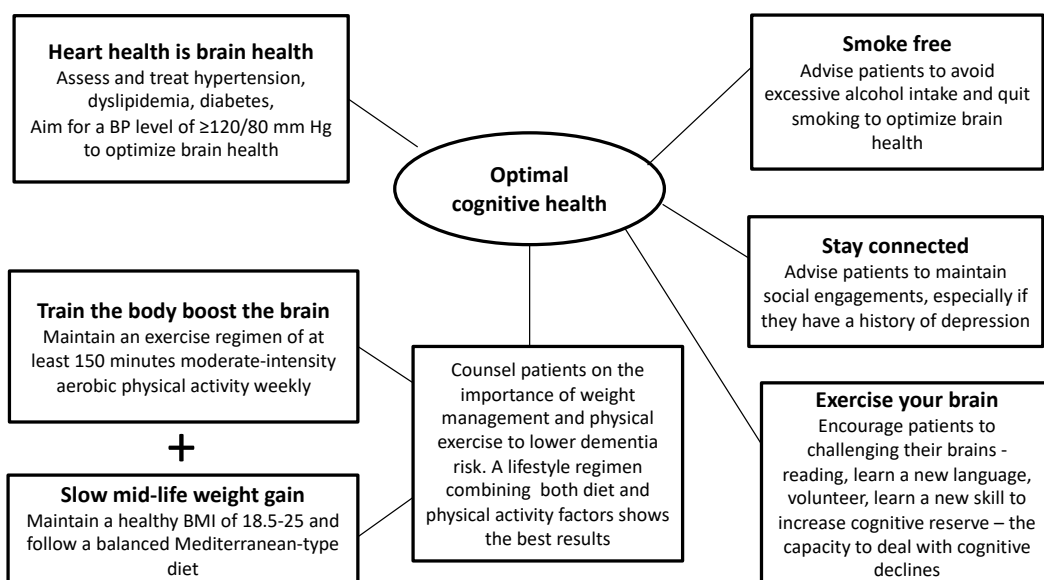 Heart health is brain health
Assess and treat hypertension,
dyslipidemia, diabetes,
Aim for a BP level of ≥120/80 mm Hg
to optimize brain health
Smoke free
Advise patients to avoid
excessive alcohol intake and quit
smoking to optimize brain
health
Optimal
cognitive health
Stay connected
Advise patients to maintain
social engagements, especially if
they have a history of depression
Train the body boost the brain
Maintain an exercise regimen of at
least 150 minutes moderate-intensity
aerobic physical activity weekly
+
Slow mid-life weight gain
Maintain a healthy BMI of 18.5-25 and
follow a balanced Mediterranean-type
diet
Counsel patients on the
importance of weight
management and physical
exercise to lower dementia
risk. A lifestyle regimen
combining both diet and
physical activity factors shows
the best results
Exercise your brain
Encourage patients to
challenging their brains -
reading, learn a new language,
volunteer, learn a new skill to
increase cognitive reserve – the
capacity to deal with cognitive
declines